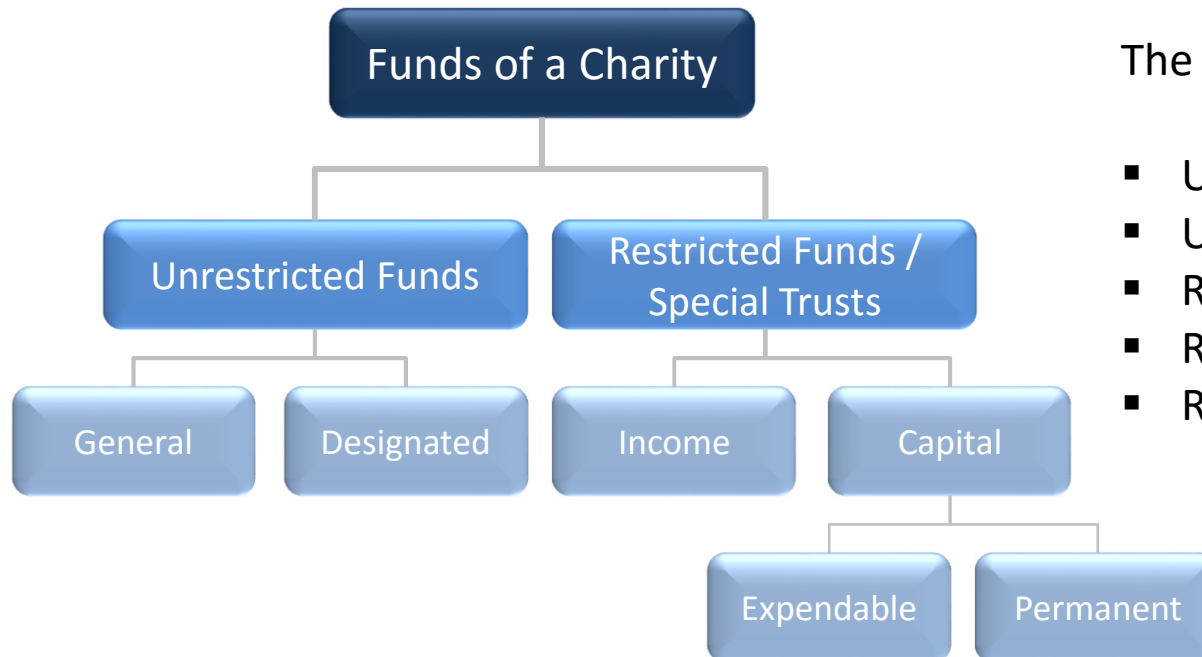 Funds of a Charity
Unrestricted Funds
Restricted Funds /
Special Trusts
General
Designated
Income
Capital
Expendable
Permanent
The
▪ U
▪ U
▪ R
▪ R
▪ R